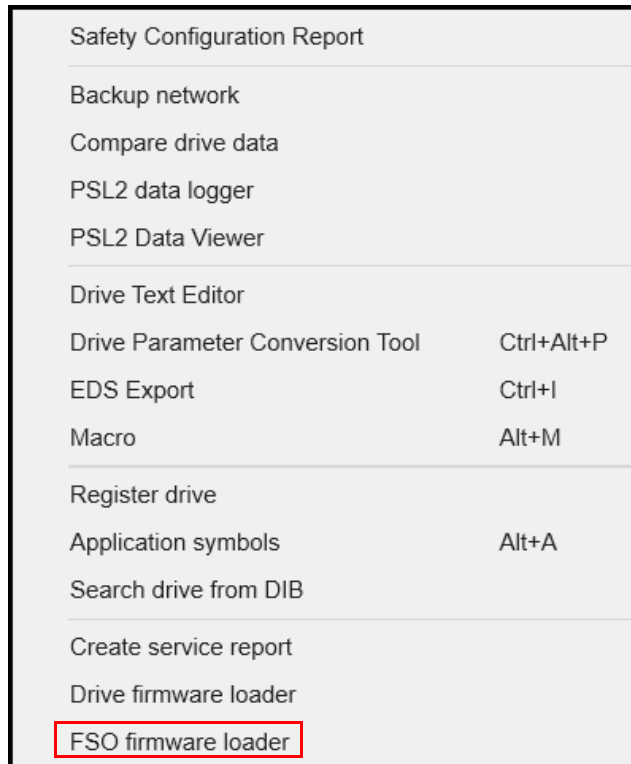 Safety Configuration Report
Backup network
Compare drive data
PSL2 data logger
PSL2 Data Viewer
Drive Text Editor
Drive Parameter Conversion Tool Ctrl+Alt+P
EDS Export Ctrl+I
Macro Alt+M
Register drive
Application symbols Alt+A
Search drive from DIB
Create service report
Drive firmware loader
FSO firmware loader